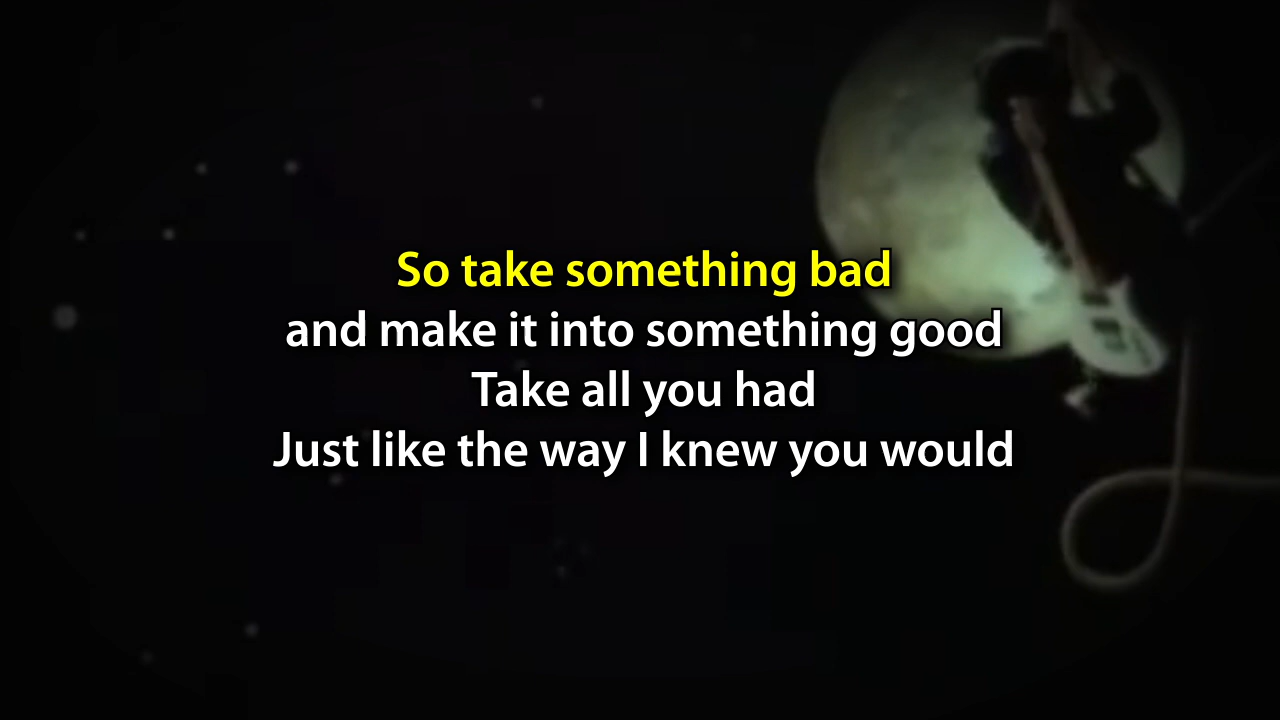 So take something bad
and make it into something good
Take all you had
Just like the way I knew you would